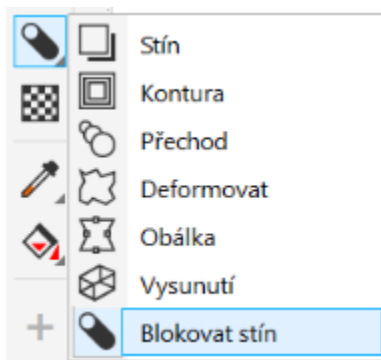 Stín
Kontura
Přechod
Deformovat
Obálka
Vysunutí
Blokovat stín